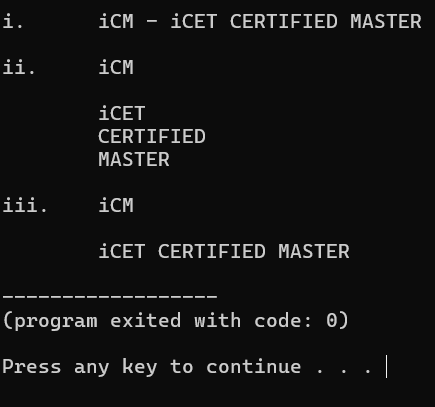 i.      iCM - iCET CERTIFIED MASTER
ii.     iCM
        iCET
        CERTIFIED
        MASTER
iii.    iCM
        iCET CERTIFIED MASTER
------------------
(program exited with code: 0)
Press any key to continue . . .